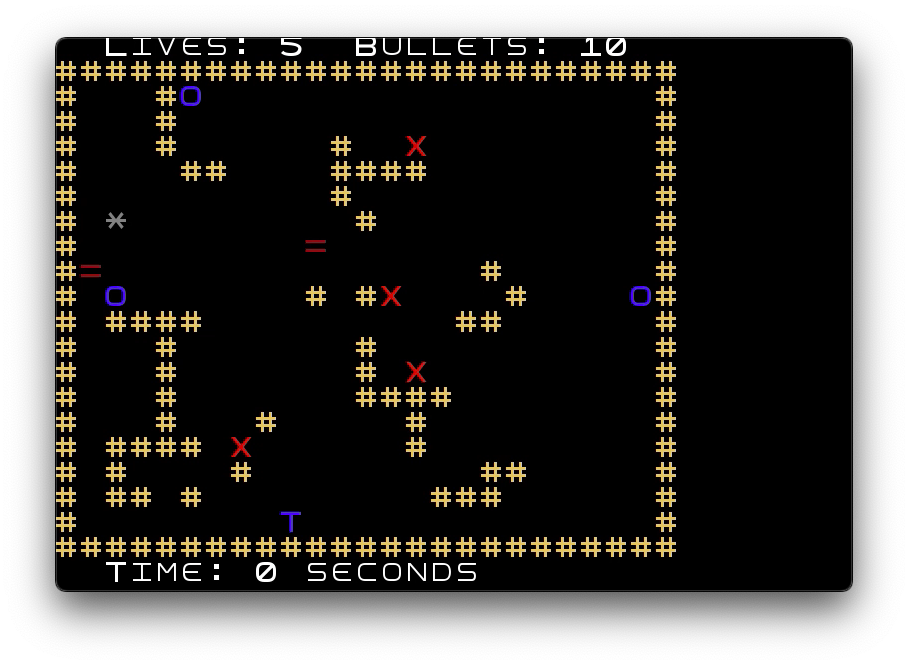 Lives: 5  Bullets: 10
#########################
#   #O                  #
#   #                   #
#   #      #  X         #
#    ##    ####         #
#          #            #
# *         #           #
#         =             #
#=               #      #
# O       # #X    #    O#
# ####          ##      #
#   #       #           #
#   #       # X         #
#   #       ####        #
#   #   #     #         #
# #### X      #         #
# #    #         ##     #
# ## #         ###      #
#        T              #
#########################
  Time: 0 seconds